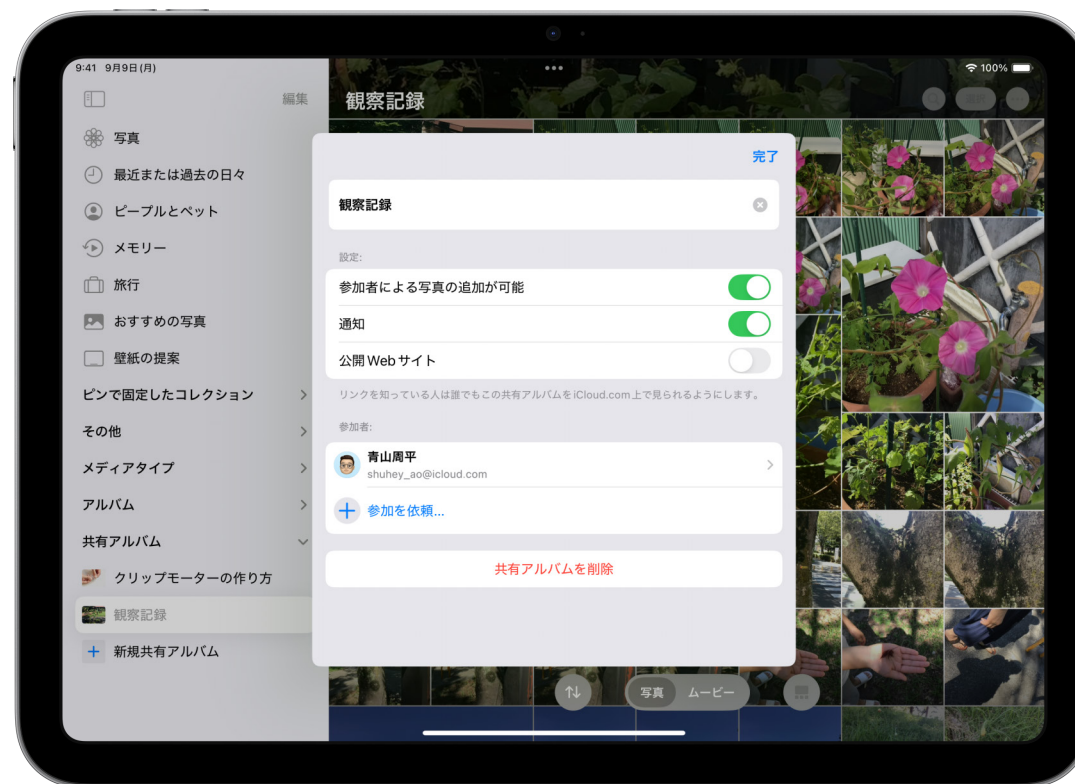 9:41 9月9日(月)
100%
編集
観察記録
選択
写真
最近または過去の日々
ピープルとペット
メモリー
旅行
おすすめの写真
壁紙の提案
ピンで固定したコレクション
その他
メディアタイプ
アルバム
共有アルバム
クリップモーターの作り方
観察記録
新規共有アルバム
完了
観察記録
設定:
参加者による写真の追加が可能
通知
公開Webサイト
リンクを知っている人は誰でもこの共有アルバムをiCloud.com上で見られるようにします。
参加者:
青山周平
shuhey_ao@icloud.com
参加を依頼...
共有アルバムを削除
写真 ムービー